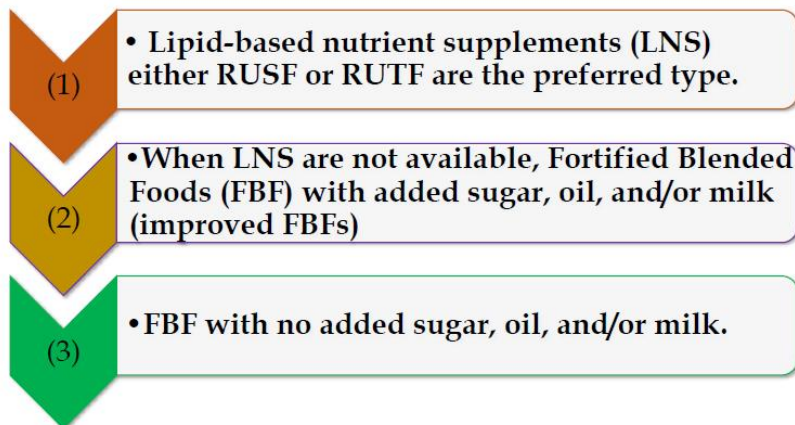 (1)
• Lipid-based nutrient supplements (LNS)
either RUSF or RUTF are the preferred type.
(2)
•When LNS are not available, Fortified Blended
Foods (FBF) with added sugar, oil, and/or milk
(improved FBFs)
(3)
•FBF with no added sugar, oil, and/or milk.